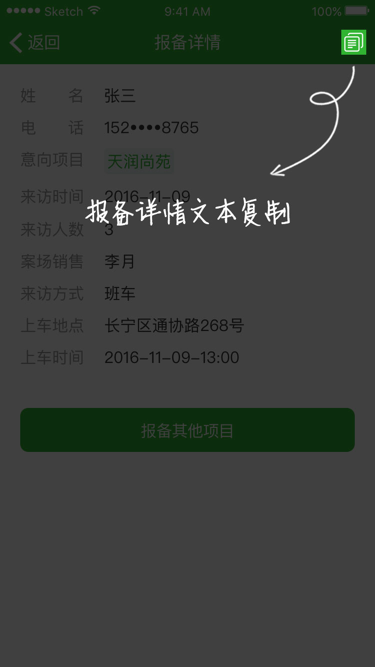 Sketch 9:41 AM 100%
返回 报备详情
姓名 张三
电话 152••••8765
意向项目 天润尚苑
来访时间 2016-11-09
报备详情文本复制
来访人数 3
案场销售 李月
来访方式 班车
上车地点 长宁区通协路268号
上车时间 2016-11-09-13:00
报备其他项目